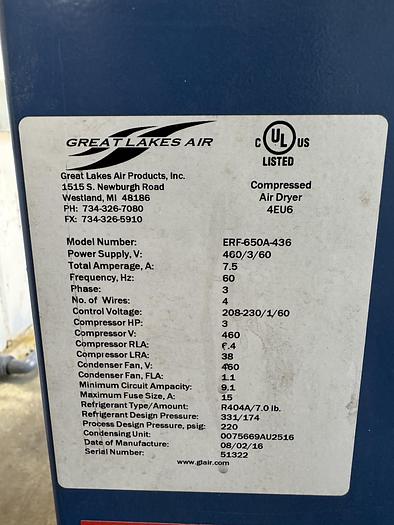 GREAT LAKES AIR
C UL US
LISTED
Great Lakes Air Products, Inc.
1515 S. Newburgh Road
Westland, MI 48186
PH: 734-326-7080
FX: 734-326-5910
Compressed
Air Dryer
4EU6
Model Number: ERF-650A-436
Power Supply, V: 460/3/60
Total Amperage, A: 7.5
Frequency, Hz: 60
Phase: 3
No. of Wires: 4
Control Voltage: 208-230/1/60
Compressor HP: 3
Compressor V: 460
Compressor RLA: 6.4
Compressor LRA: 38
Condenser Fan, V: 460
Condenser Fan, FLA: 1.1
Minimum Circuit Ampacity: 9.1
Maximum Fuse Size, A: 15
Refrigerant Type/Amount: R404A/7.0 lb.
Refrigerant Design Pressure: 331/174
Process Design Pressure, psig: 220
Condensing Unit: 0075669AU2516
Date of Manufacture: 08/02/16
Serial Number: 51322
www.glair.com